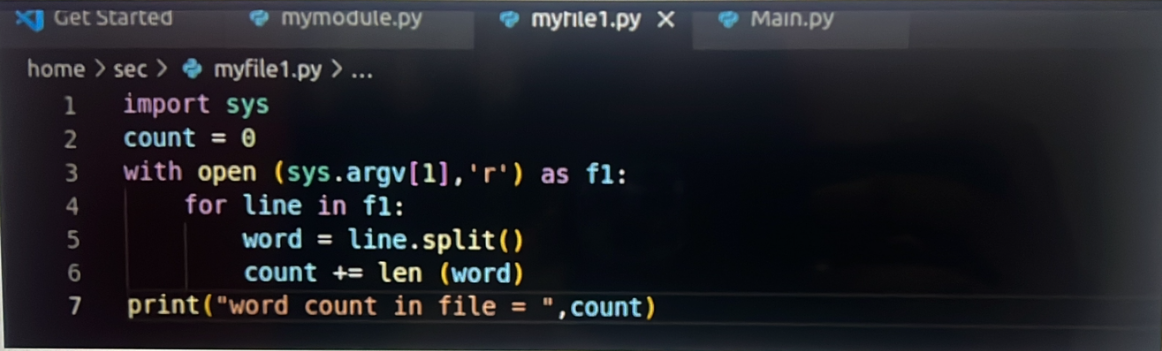 Get Started mymodule.py myfile1.py X Main.py
home > sec > myfile1.py > ...
1 import sys
2 count = 0
3 with open (sys.argv[1],'r') as f1:
4 for line in f1:
5 word = line.split()
6 count += len (word)
7 print("word count in file = ",count)